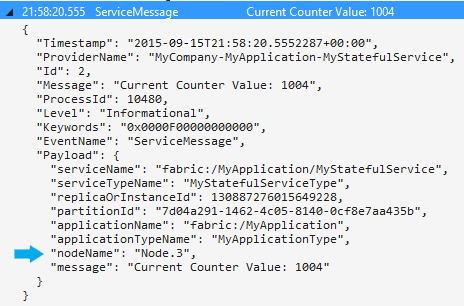 21:58:20.555 ServiceMessage Current Counter Value: 1004
{
"Timestamp": "2015-09-15T21:58:20.5552287+00:00",
"ProviderName": "MyCompany-MyApplication-MyStatefulService",
"Id": 2,
"Message": "Current Counter Value: 1004",
"ProcessId": 10480,
"Level": "Informational",
"Keywords": "0x0000F00000000000",
"EventName": "ServiceMessage",
"Payload": {
"serviceName": "fabric:/MyApplication/MyStatefulService",
"serviceTypeName": "MyStatefulServiceType",
"replicaOrInstanceId": 130887276015649228,
"partitionId": "7d04a291-1462-4c05-8140-0cf8e7aa435b",
"applicationName": "fabric:/MyApplication",
"applicationTypeName": "MyApplicationType",
"nodeName": "Node.3",
"message": "Current Counter Value: 1004"
}
}